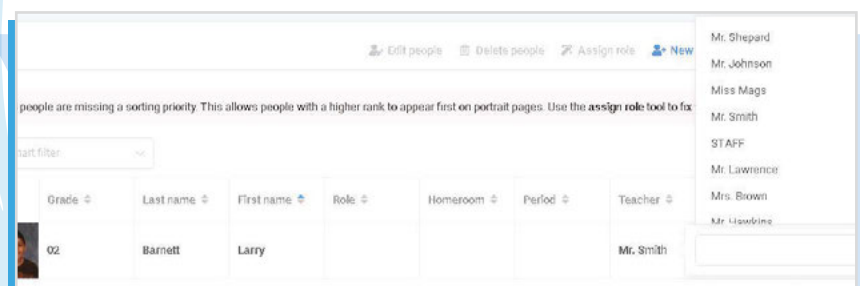 Edit people Delete people Assign role New
people are missing a sorting priority. This allows people with a higher rank to appear first on portrait pages. Use the assign role tool to fix
filter
Grade Last name First name Role Homeroom Period Teacher
02 Barnett Larry Mr. Smith
Mr. Shepard
Mr. Johnson
Miss Mags
Mr. Smith
STAFF
Mr. Lawrence
Mrs. Brown
Mr. Hawkins